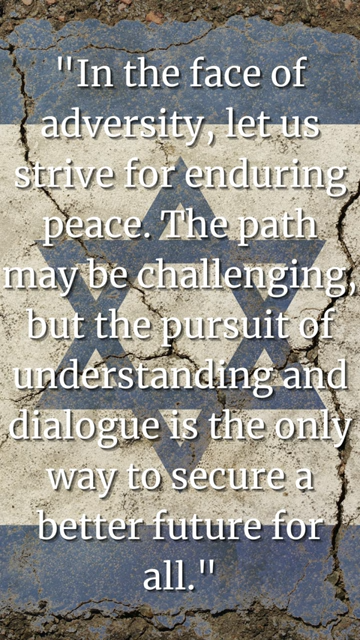 "In the face of
adversity, let us
strive for enduring
peace. The path
may be challenging,
but the pursuit of
understanding and
dialogue is the only
way to secure a
better future for
all."